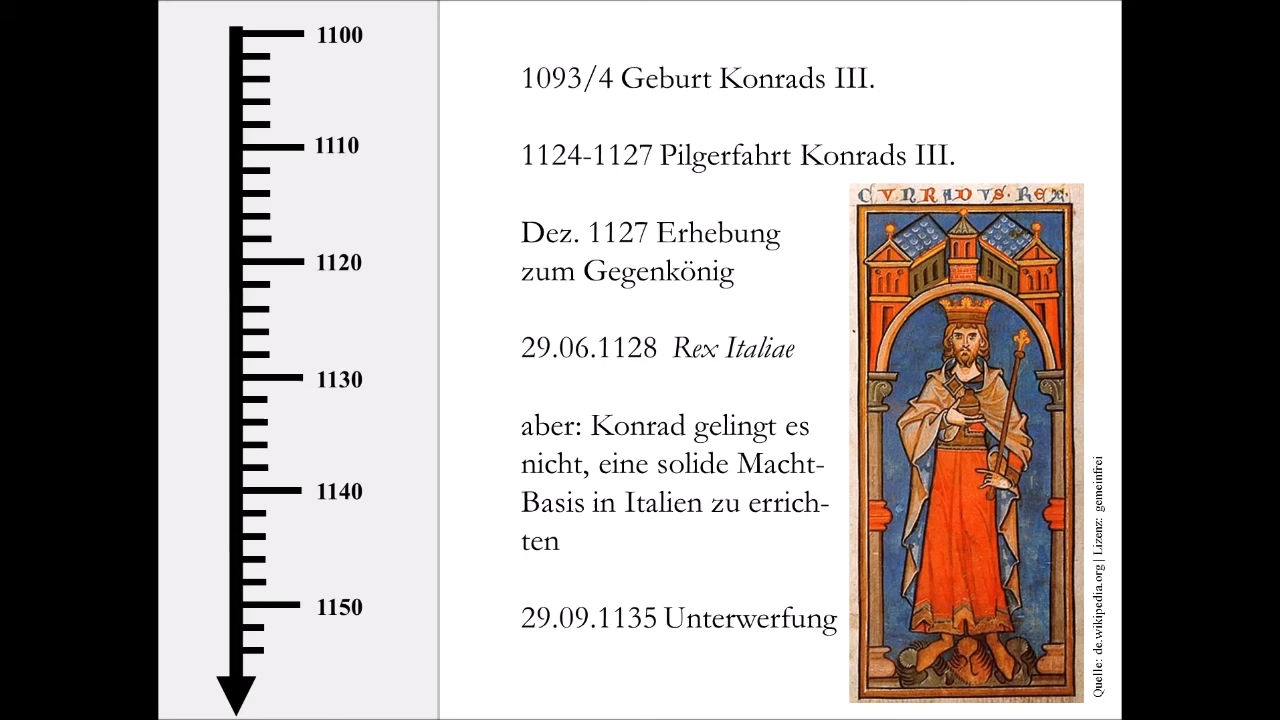 1100
1110
1120
1130
1140
1150
1093/4 Geburt Konrads III.
1124-1127 Pilgerfahrt Konrads III.
Dez. 1127 Erhebung
zum Gegenkönig
29.06.1128 Rex Italiae
aber: Konrad gelingt es
nicht, eine solide Macht-
Basis in Italien zu errich-
ten
29.09.1135 Unterwerfung
CVNRADVS·REX·
Quelle: de.wikipedia.org | Lizenz: gemeinfrei